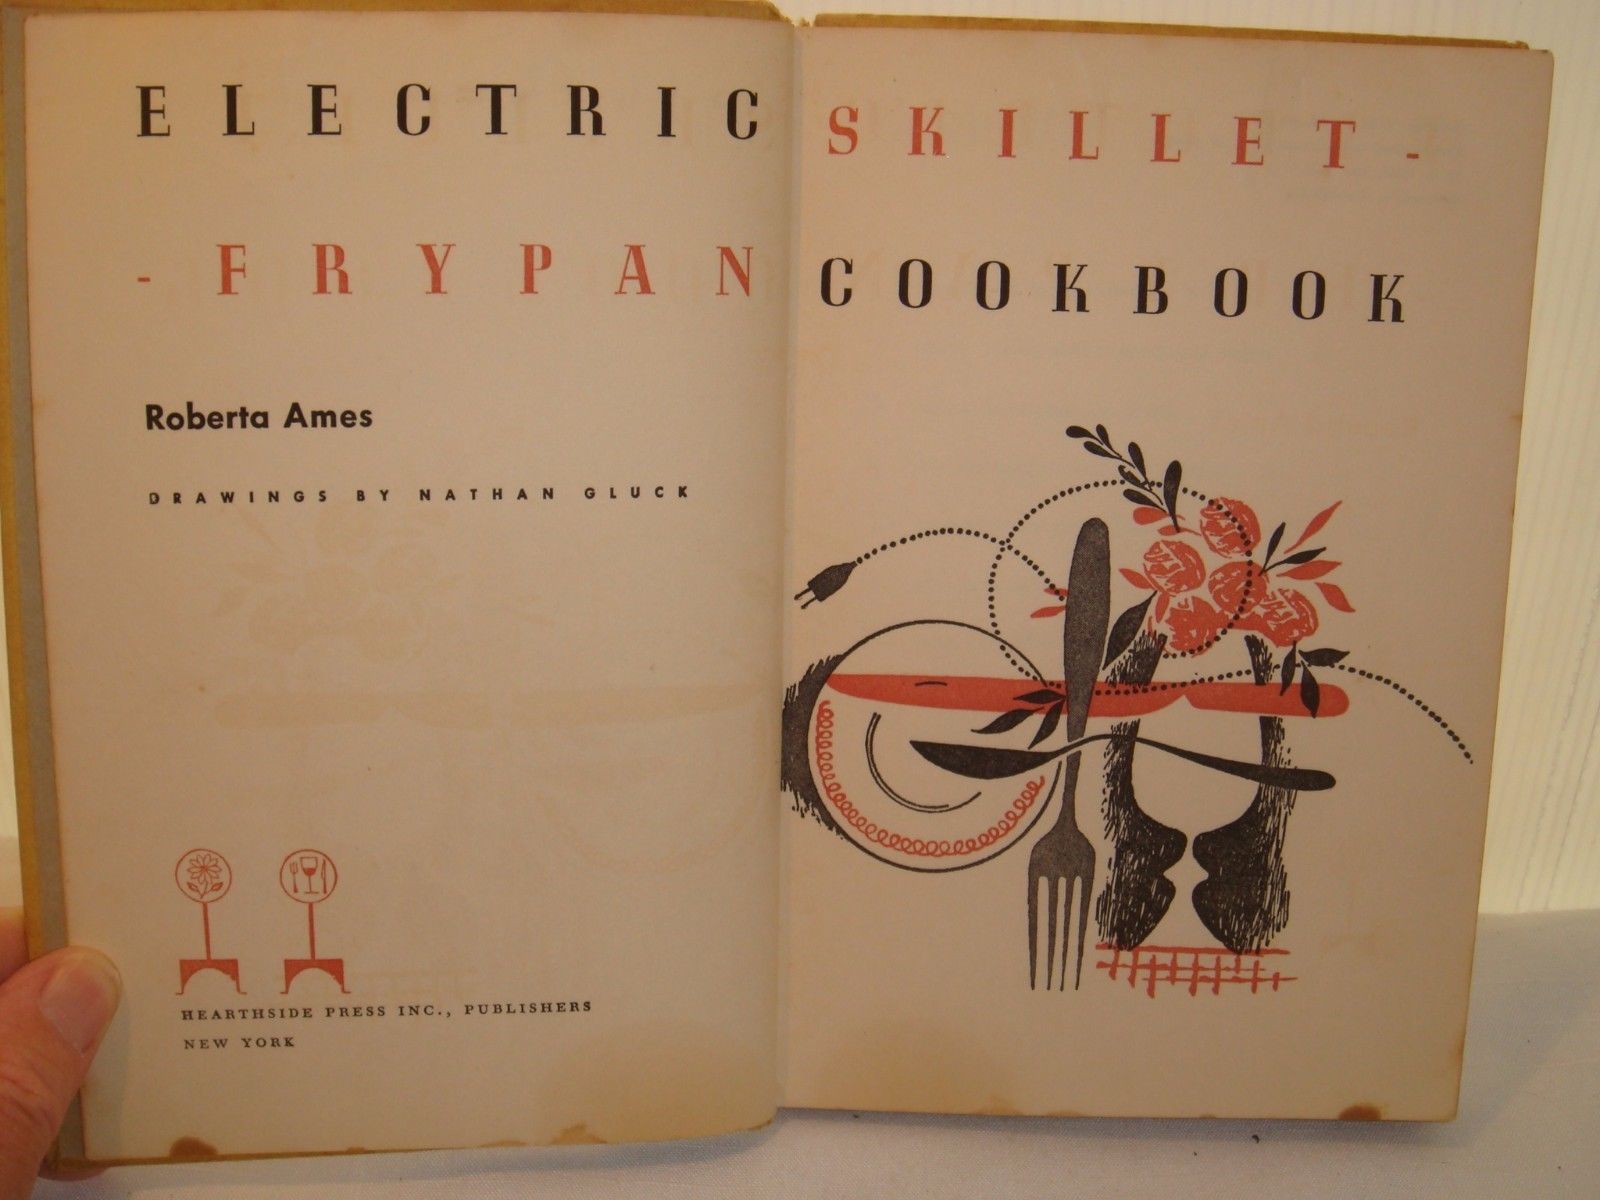 ELECTRIC SKILLET-
-FRYPAN COOKBOOK
Roberta Ames
DRAWINGS BY NATHAN GLUCK
HEARTHSIDE PRESS INC., PUBLISHERS
NEW YORK